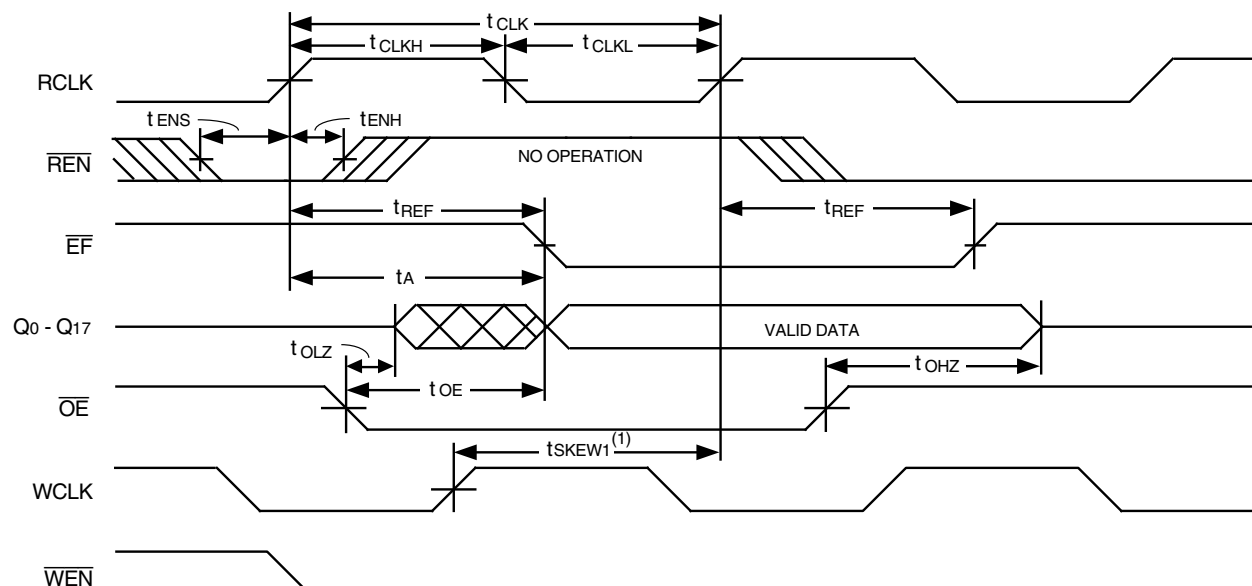 tCLK
tCLKH
tCLKL
RCLK
tENS
tENH
REN
NO OPERATION
tREF
tREF
EF
tA
Q0 - Q17
VALID DATA
tOLZ
tOHZ
tOE
OE
tSKEW1(1)
WCLK
WEN